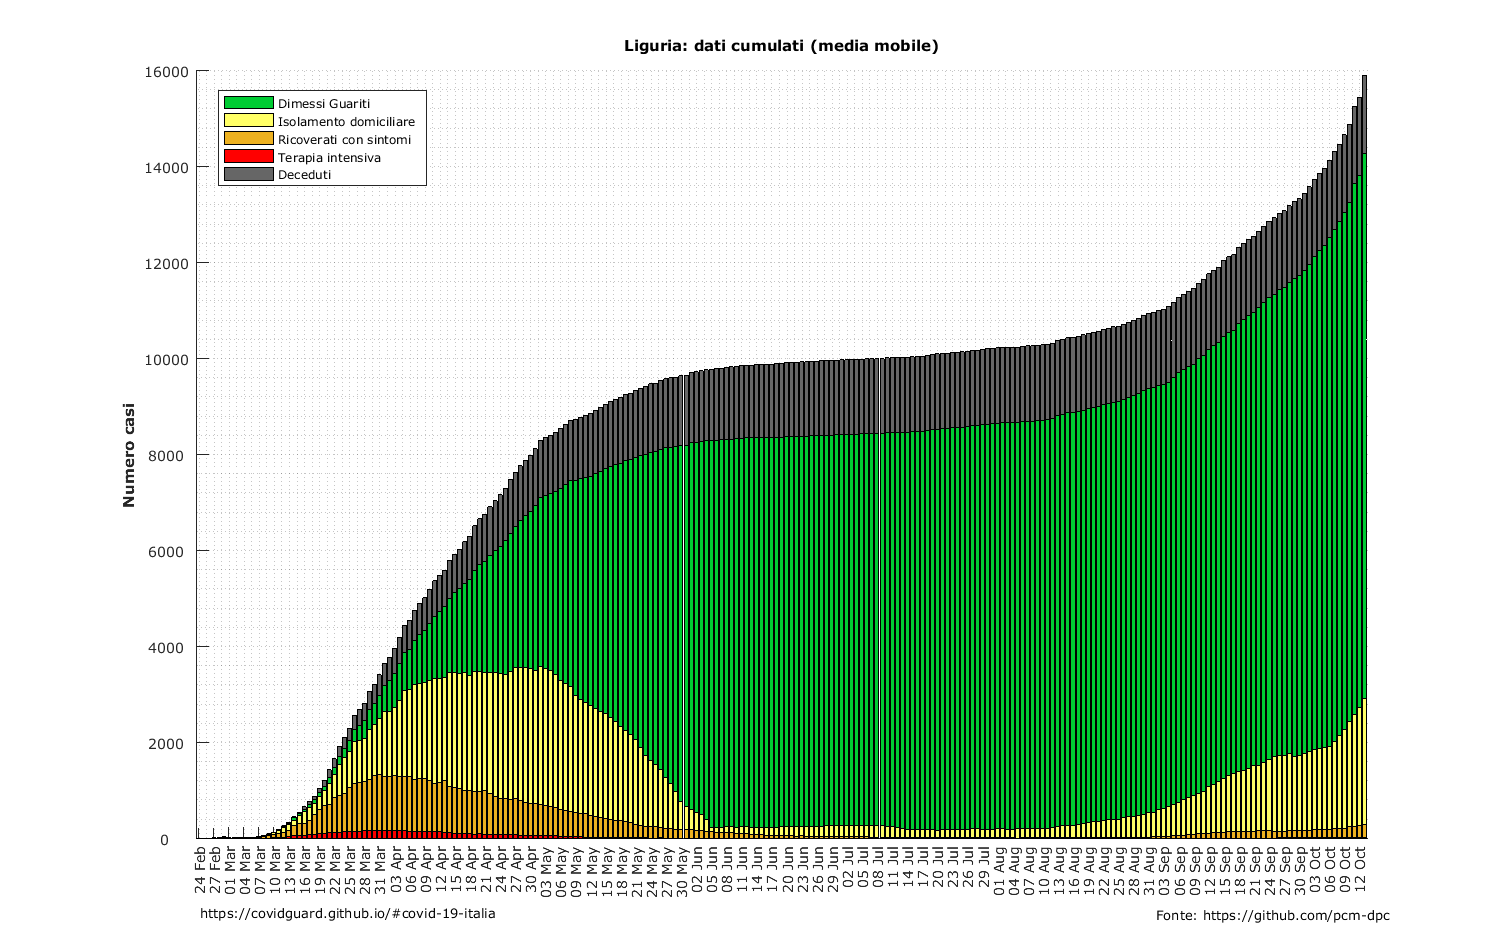 Liguria: dati cumulati (media mobile)
16000
14000
12000
10000
8000
6000
4000
2000
0
Numero casi
Dimessi Guariti
Isolamento domiciliare
Ricoverati con sintomi
Terapia intensiva
Deceduti
24 Feb
27 Feb
01 Mar
04 Mar
07 Mar
10 Mar
13 Mar
16 Mar
19 Mar
22 Mar
25 Mar
28 Mar
31 Mar
03 Apr
06 Apr
09 Apr
12 Apr
15 Apr
18 Apr
21 Apr
24 Apr
27 Apr
30 Apr
03 May
06 May
09 May
12 May
15 May
18 May
21 May
24 May
27 May
30 May
02 Jun
05 Jun
08 Jun
11 Jun
14 Jun
17 Jun
20 Jun
23 Jun
26 Jun
29 Jun
02 Jul
05 Jul
08 Jul
11 Jul
14 Jul
17 Jul
20 Jul
23 Jul
26 Jul
29 Jul
01 Aug
04 Aug
07 Aug
10 Aug
13 Aug
16 Aug
19 Aug
22 Aug
25 Aug
28 Aug
31 Aug
03 Sep
06 Sep
09 Sep
12 Sep
15 Sep
18 Sep
21 Sep
24 Sep
27 Sep
30 Sep
03 Oct
06 Oct
09 Oct
12 Oct
https://covidguard.github.io/#covid-19-italia
Fonte: https://github.com/pcm-dpc